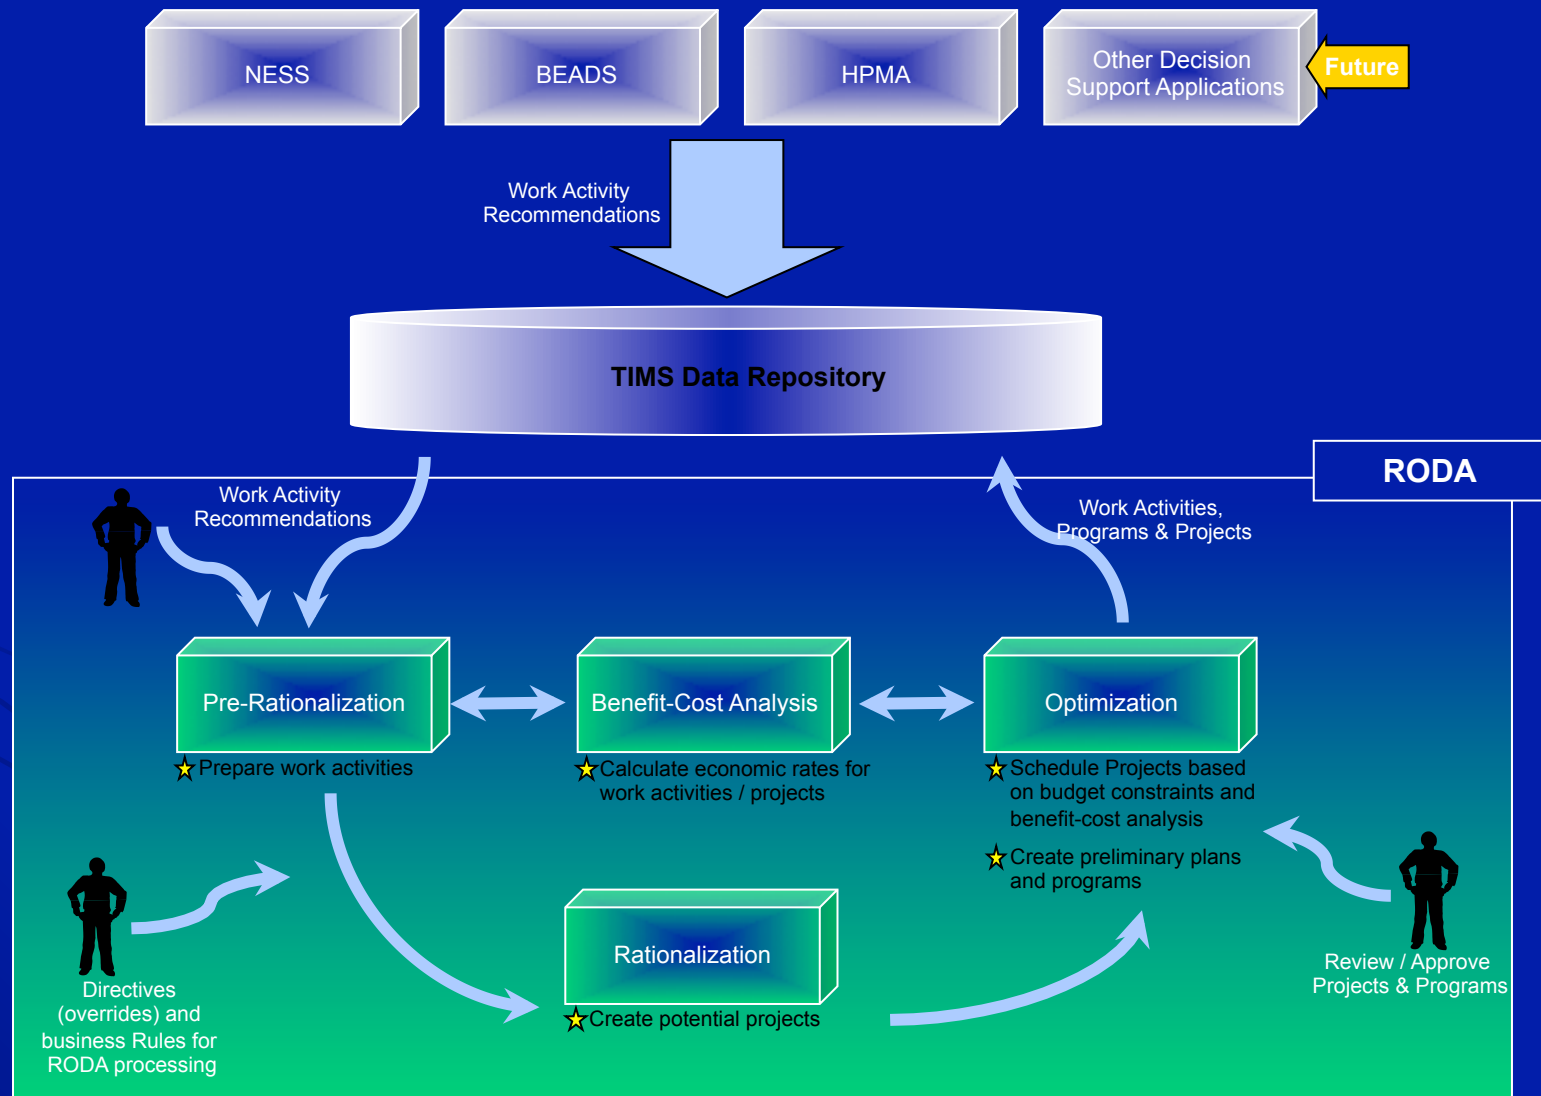 NESS
BEADS
HPMA
Other Decision
Support Applications
Future
Work Activity
Recommendations
TIMS Data Repository
RODA
Work Activity
Recommendations
Work Activities,
Programs & Projects
Pre-Rationalization
Benefit-Cost Analysis
Optimization
Prepare work activities
Calculate economic rates for
work activities / projects
Schedule Projects based
on budget constraints and
benefit-cost analysis
Create preliminary plans
and programs
Rationalization
Create potential projects
Directives
(overrides) and
business Rules for
RODA processing
Review / Approve
Projects & Programs